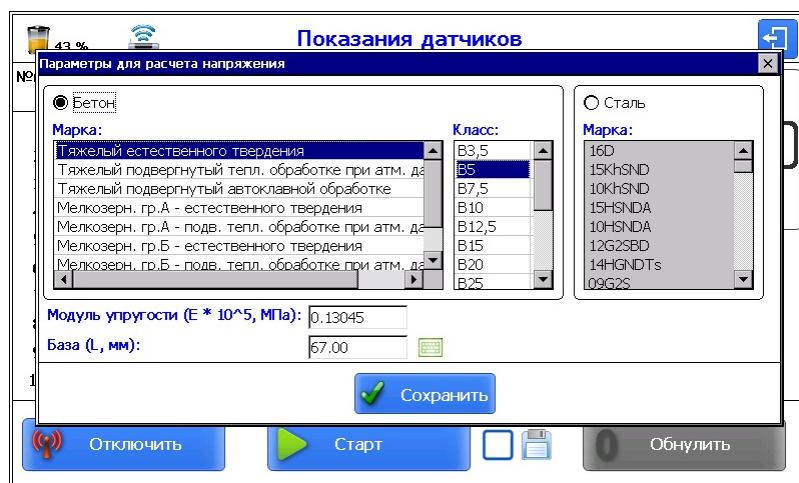 43 %
Показания датчиков
№
Параметры для расчета напряжения
Бетон
Сталь
Марка:
Класс:
Марка:
Тяжелый естественного твердения
Тяжелый подвергнутый тепл. обработке при атм. да
Тяжелый подвергнутый автоклавной обработке
Мелкозерн. гр.А - естественного твердения
Мелкозерн. гр.А - подв. тепл. обработке при атм. да
Мелкозерн. гр.Б - естественного твердения
Мелкозерн. гр.Б - подв. тепл. обработке при атм. да
B3,5
B5
B7,5
B10
B12,5
B15
B20
B25
16D
15KhSND
10KhSND
15HSNDA
10HSNDA
12G2SBD
14HGNDTs
09G2S
Модуль упругости (E * 10^5, МПа): 0.13045
База (L, мм): 67.00
Сохранить
Отключить
Старт
0 Обнулить